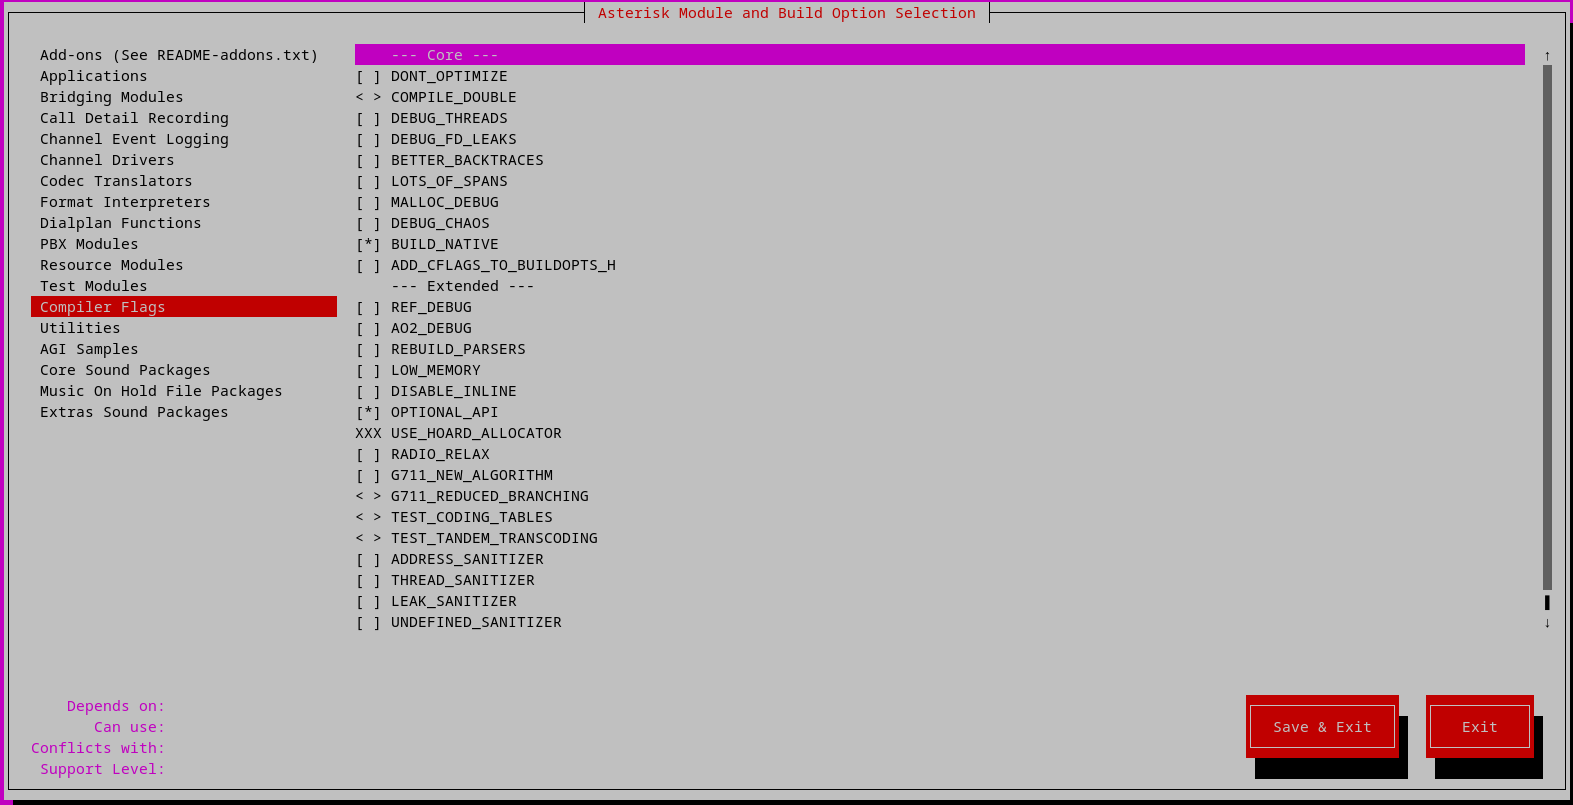 Asterisk Module and Build Option Selection
Add-ons (See README-addons.txt)
Applications
Bridging Modules
Call Detail Recording
Channel Event Logging
Channel Drivers
Codec Translators
Format Interpreters
Dialplan Functions
PBX Modules
Resource Modules
Test Modules
Compiler Flags
Utilities
AGI Samples
Core Sound Packages
Music On Hold File Packages
Extras Sound Packages
--- Core ---
[ ] DONT_OPTIMIZE
< > COMPILE_DOUBLE
[ ] DEBUG_THREADS
[ ] DEBUG_FD_LEAKS
[ ] BETTER_BACKTRACES
[ ] LOTS_OF_SPANS
[ ] MALLOC_DEBUG
[ ] DEBUG_CHAOS
[*] BUILD_NATIVE
[ ] ADD_CFLAGS_TO_BUILDOPTS_H
--- Extended ---
[ ] REF_DEBUG
[ ] AO2_DEBUG
[ ] REBUILD_PARSERS
[ ] LOW_MEMORY
[ ] DISABLE_INLINE
[*] OPTIONAL_API
XXX USE_HOARD_ALLOCATOR
[ ] RADIO_RELAX
[ ] G711_NEW_ALGORITHM
< > G711_REDUCED_BRANCHING
< > TEST_CODING_TABLES
< > TEST_TANDEM_TRANSCODING
[ ] ADDRESS_SANITIZER
[ ] THREAD_SANITIZER
[ ] LEAK_SANITIZER
[ ] UNDEFINED_SANITIZER
↑
↓
Depends on:
Can use:
Conflicts with:
Support Level:
Save & Exit
Exit